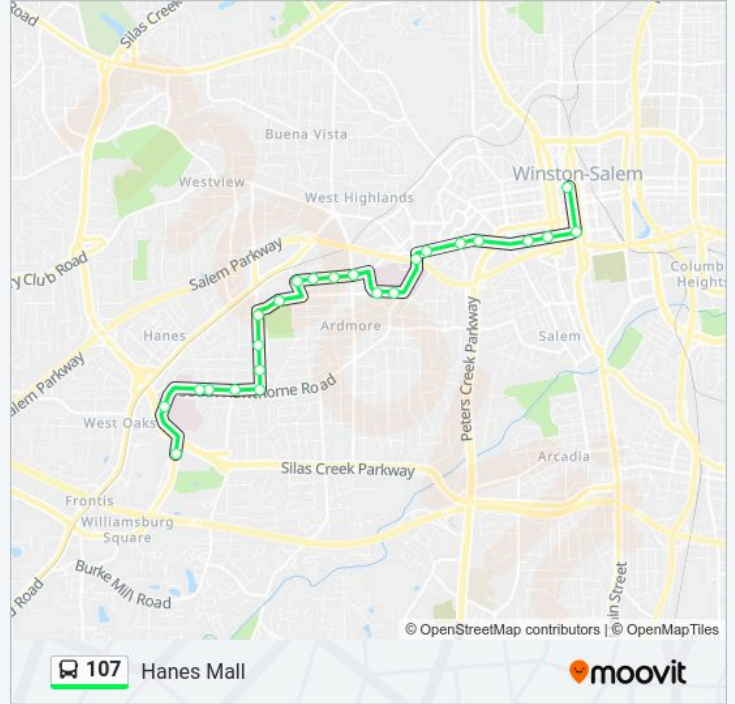 Road
Silas Creek
Buena Vista
Winston-Salem
Westview
West Highlands
Salem Parkway
y Club Road
Columb
Heights
Hanes
Ardmore
Salem
Peters Creek Parkway
alem Parkway
thorne Road
West Oaks
Arcadia
Silas Creek Parkway
Frontis
Williamsburg
Square
Burke Mill Road
Road
in Street
© OpenStreetMap contributors | © OpenMapTiles
107 Hanes Mall
moovit